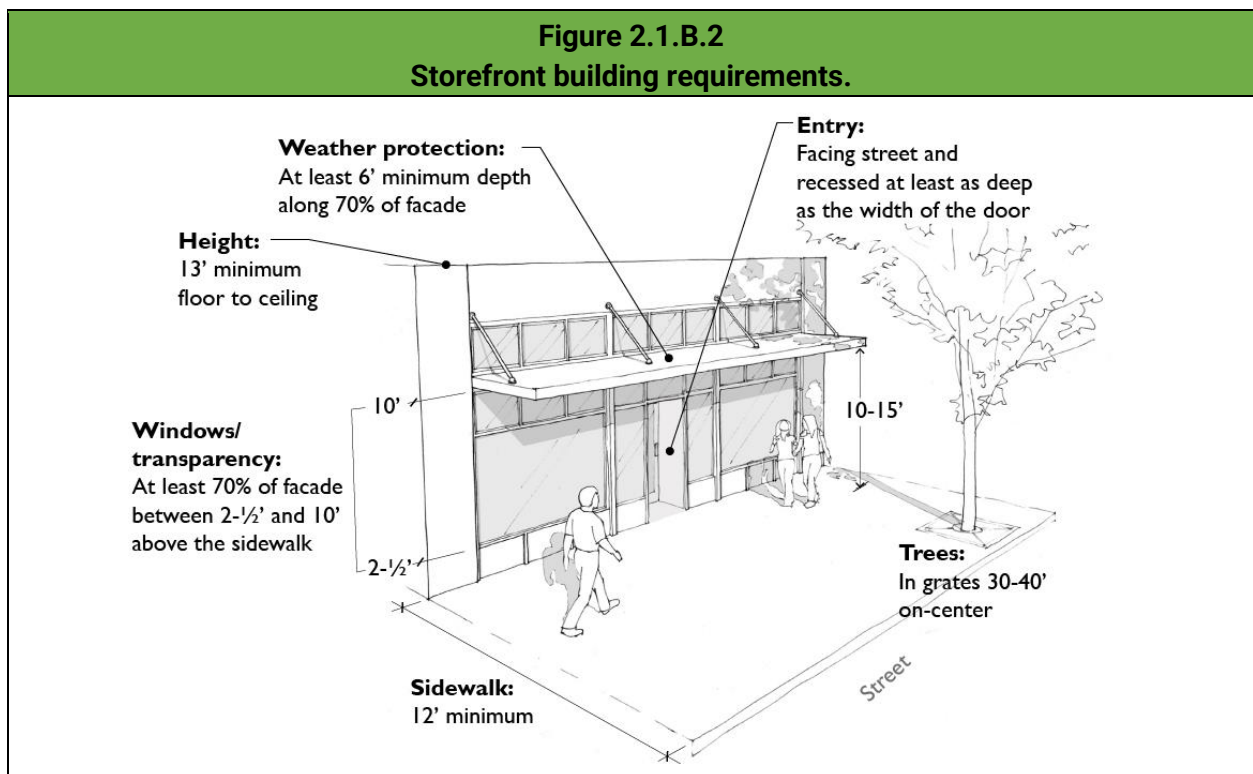 Figure 2.1.B.2
Storefront building requirements.
Weather protection:
At least 6’ minimum depth
along 70% of facade
Entry:
Facing street and
recessed at least as deep
as the width of the door
Height:
13’ minimum
floor to ceiling
10’
10-15’
Windows/
transparency:
At least 70% of facade
between 2-½’ and 10’
above the sidewalk
2-½’
Trees:
In grates 30-40’
on-center
Sidewalk:
12’ minimum
Street